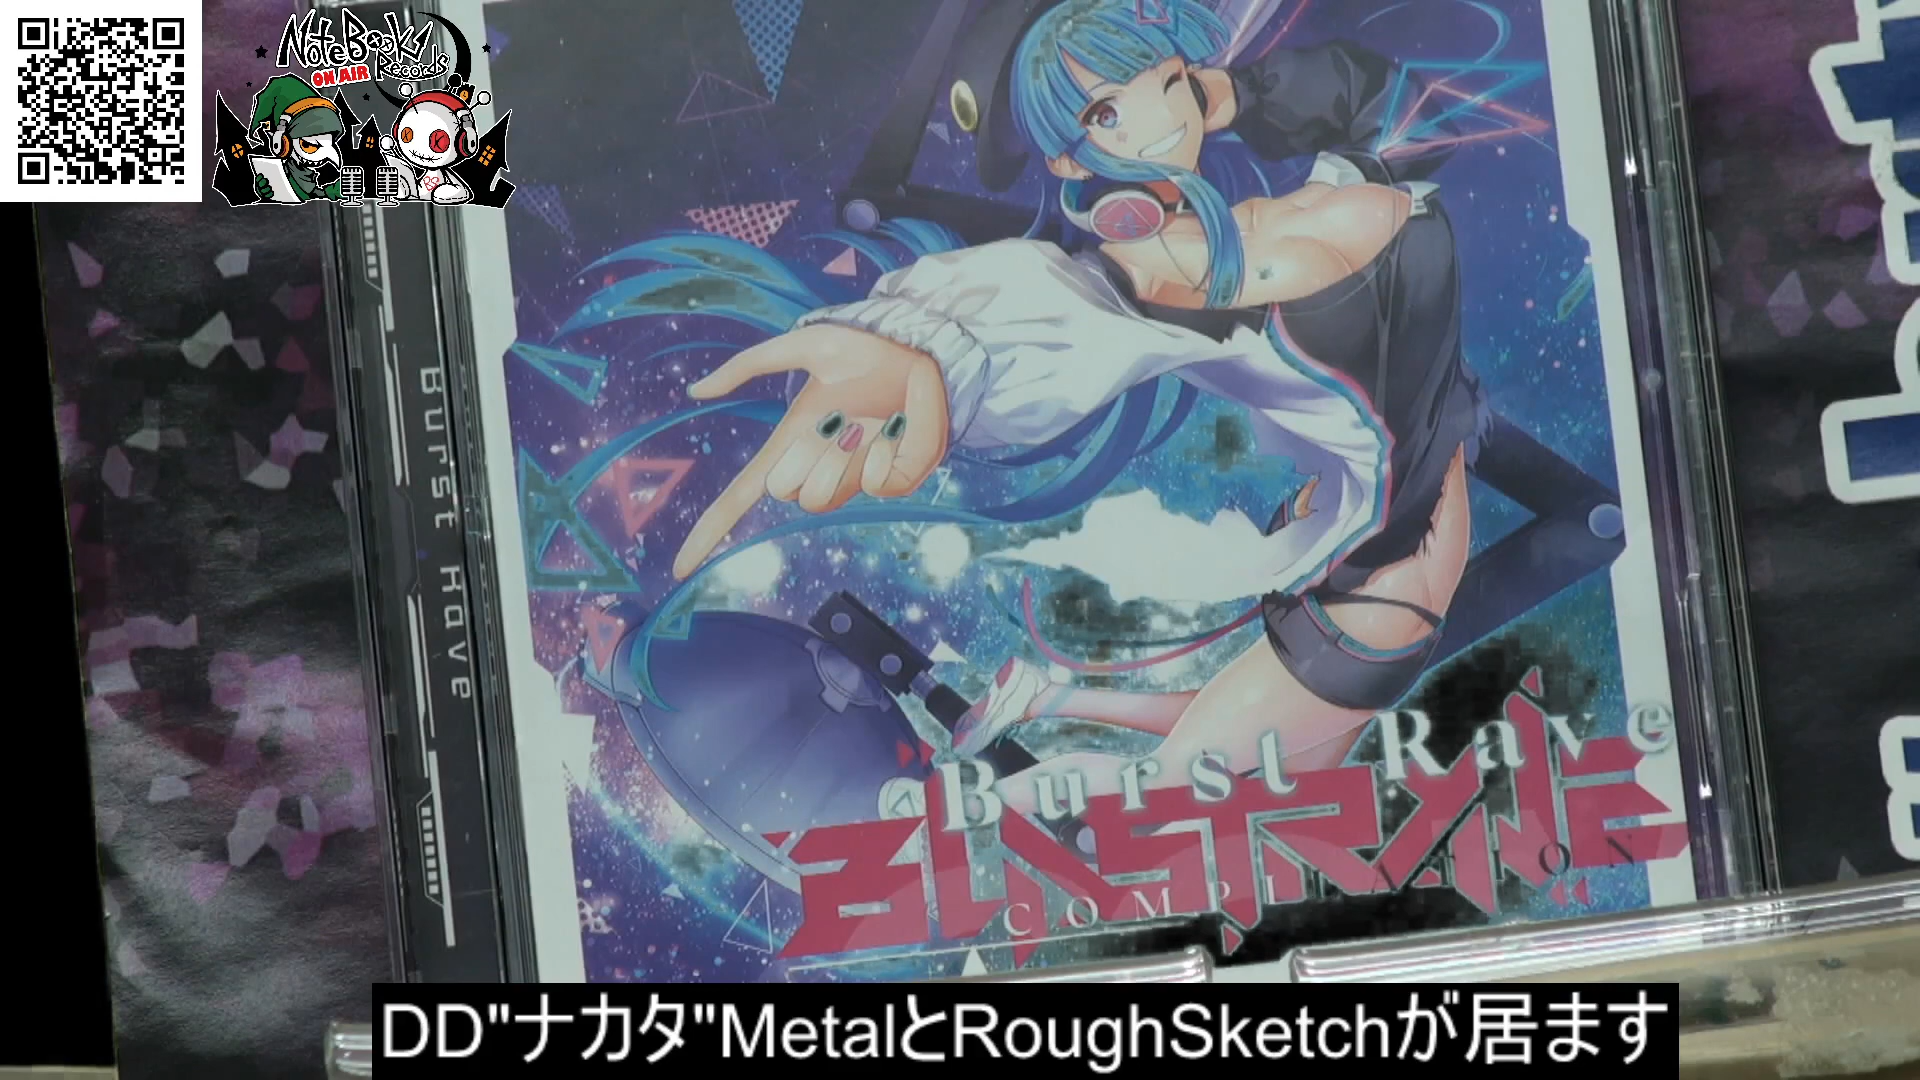 NoteBook Records
ON AIR
Burst Rave
Burst Rave
BLASTRAVE
COMPILATION
DD"ナカタ"MetalとRoughSketchが居ます